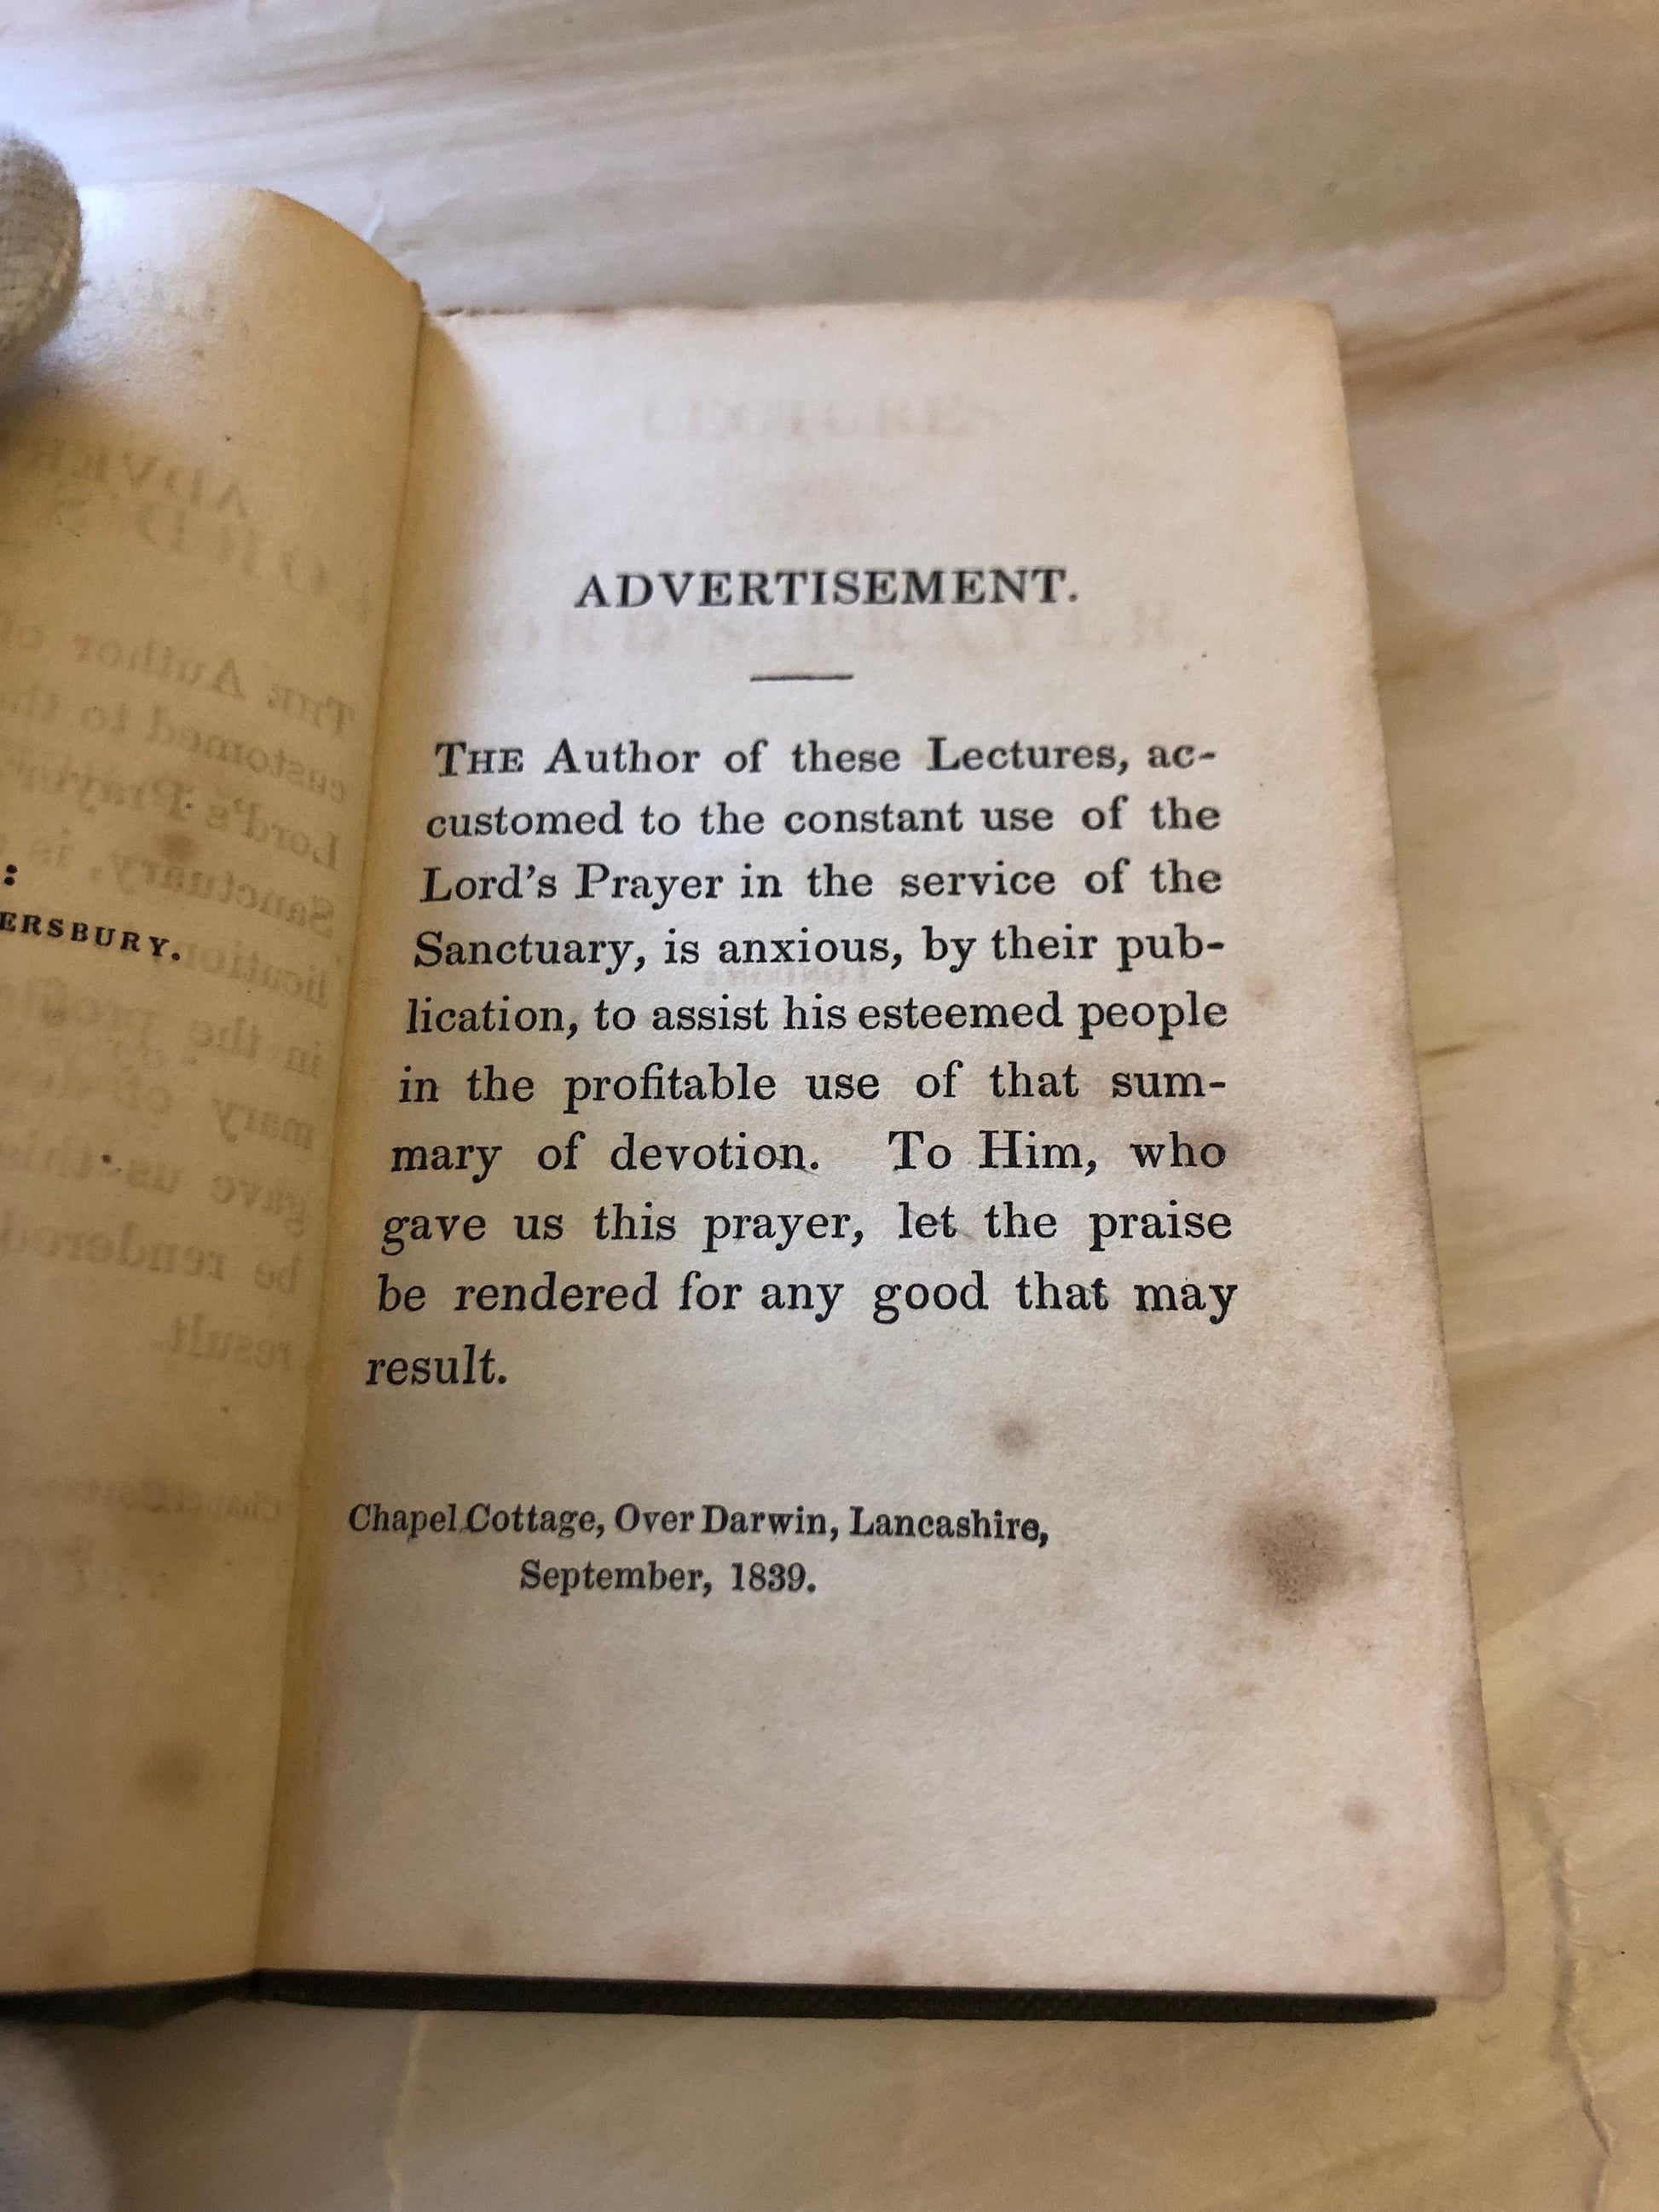 ERSBURY.
ADVERTISEMENT.
THE Author of these Lectures, ac-
customed to the constant use of the
Lord's Prayer in the service of the
Sanctuary, is anxious, by their pub-
lication, to assist his esteemed people
in the profitable use of that sum-
mary of devotion. To Him, who
gave us this prayer, let the praise
be rendered for any good that may
result.
Chapel Cottage, Over Darwin, Lancashire,
September, 1839.